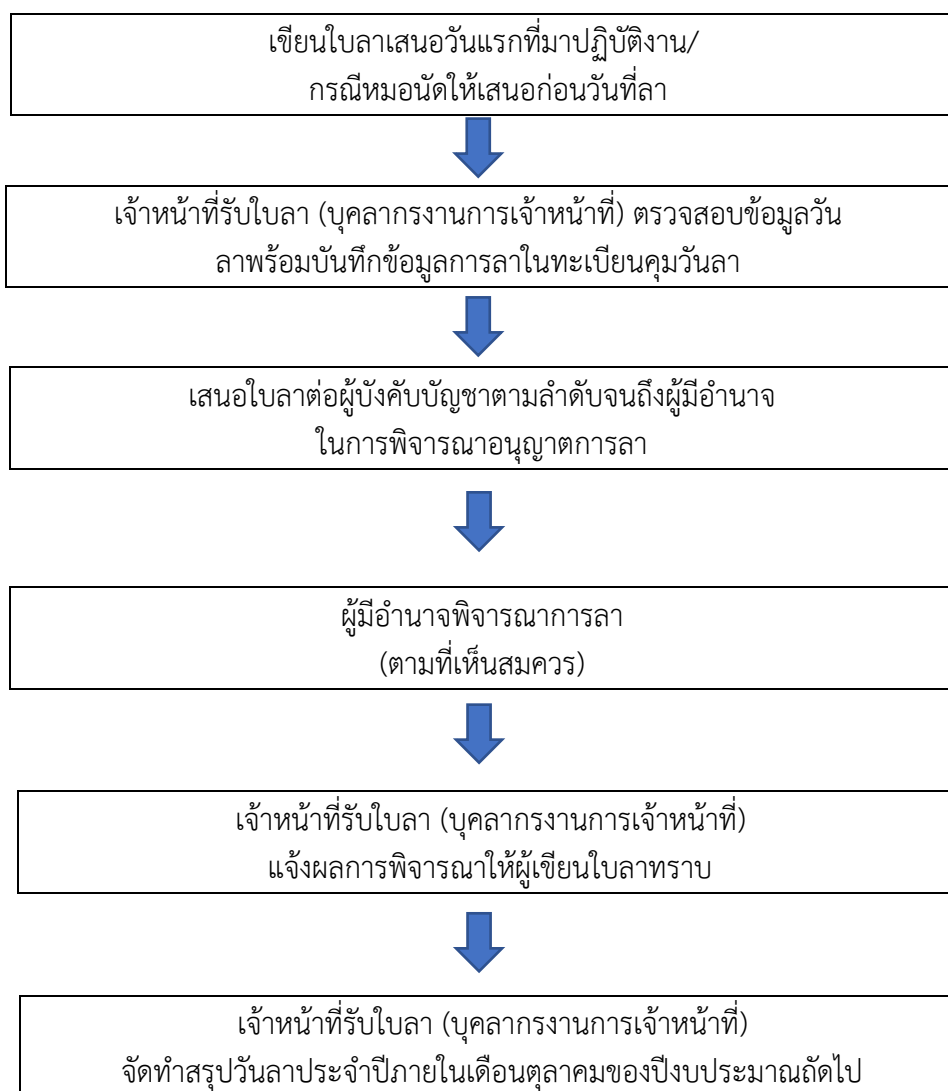 เขียนใบลาเสนอวันแรกที่มาปฏิบัติงาน/
กรณีหมอนัดให้เสนอก่อนวันที่ลา
เจ้าหน้าที่รับใบลา (บุคลากรงานการเจ้าหน้าที่) ตรวจสอบข้อมูลวัน
ลาพร้อมบันทึกข้อมูลการลาในทะเบียนคุมวันลา
เสนอใบลาต่อผู้บังคับบัญชาตามลำดับจนถึงผู้มีอำนาจ
ในการพิจารณาอนุญาตการลา
ผู้มีอำนาจพิจารณาการลา
(ตามที่เห็นสมควร)
เจ้าหน้าที่รับใบลา (บุคลากรงานการเจ้าหน้าที่)
แจ้งผลการพิจารณาให้ผู้เขียนใบลาทราบ
เจ้าหน้าที่รับใบลา (บุคลากรงานการเจ้าหน้าที่)
จัดทำสรุปวันลาประจำปีภายในเดือนตุลาคมของปีงบประมาณถัดไป